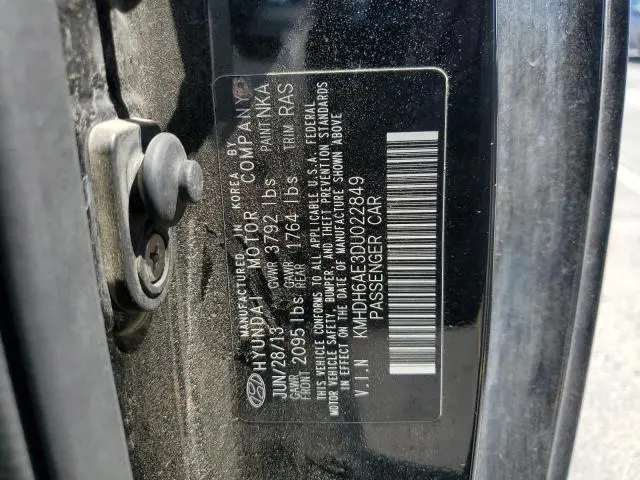 MANUFACTURED IN KOREA BY
HYUNDAI MOTOR COMPANY
JUN/28/13 GVWR 3792 lbs PAINT NKA
GAWR FRONT 2095 lbs GAWR REAR 1764 lbs TRIM RAS
THIS VEHICLE CONFORMS TO ALL APPLICABLE U.S.A. FEDERAL
MOTOR VEHICLE SAFETY, BUMPER, AND THEFT PREVENTION STANDARDS
IN EFFECT ON THE DATE OF MANUFACTURE SHOWN ABOVE
V.I.N KMHDH6AE3DU022849
PASSENGER CAR